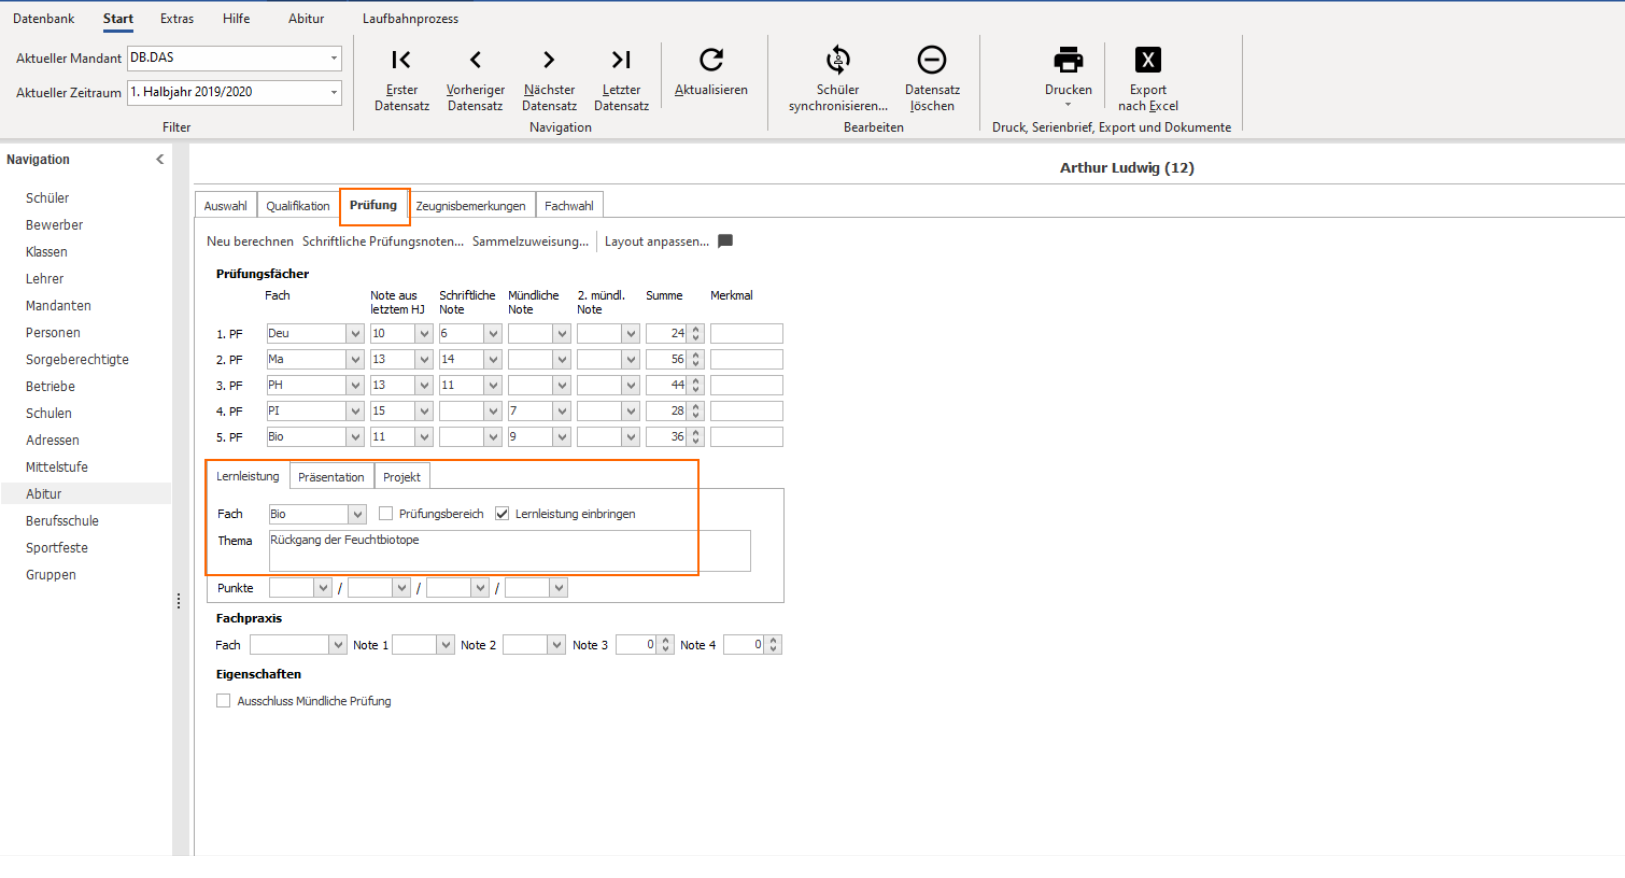 Datenbank Start Extras Hilfe Abitur Laufbahnprozess
Aktueller Mandant DB.DAS
Aktueller Zeitraum 1. Halbjahr 2019/2020
Filter
Erster Datensatz
Vorheriger Datensatz
Nächster Datensatz
Letzter Datensatz
Aktualisieren
Navigation
Schüler synchronisieren...
Datensatz löschen
Bearbeiten
Drucken
X
Export nach Excel
Druck, Serienbrief, Export und Dokumente
Navigation
Schüler
Bewerber
Klassen
Lehrer
Mandanten
Personen
Sorgeberechtigte
Betriebe
Schulen
Adressen
Mittelstufe
Abitur
Berufsschule
Sportfeste
Gruppen
Arthur Ludwig (12)
Auswahl Qualifikation Prüfung Zeugnisbemerkungen Fachwahl
Neu berechnen Schriftliche Prüfungsnoten... Sammelzuweisung... Layout anpassen...
Prüfungsfächer
Fach Note aus letztem HJ Schriftliche Note Mündliche Note 2. mündl. Note Summe Merkmal
1. PF Deu 10 6 24
2. PF Ma 13 14 56
3. PF PH 13 11 44
4. PF PI 15 7 28
5. PF Bio 11 9 36
Lernleistung Präsentation Projekt
Fach Bio Prüfungsbereich Lernleistung einbringen
Thema Rückgang der Feuchtbiotope
Punkte / / /
Fachpraxis
Fach Note 1 Note 2 Note 3 0 Note 4 0
Eigenschaften
Ausschluss Mündliche Prüfung